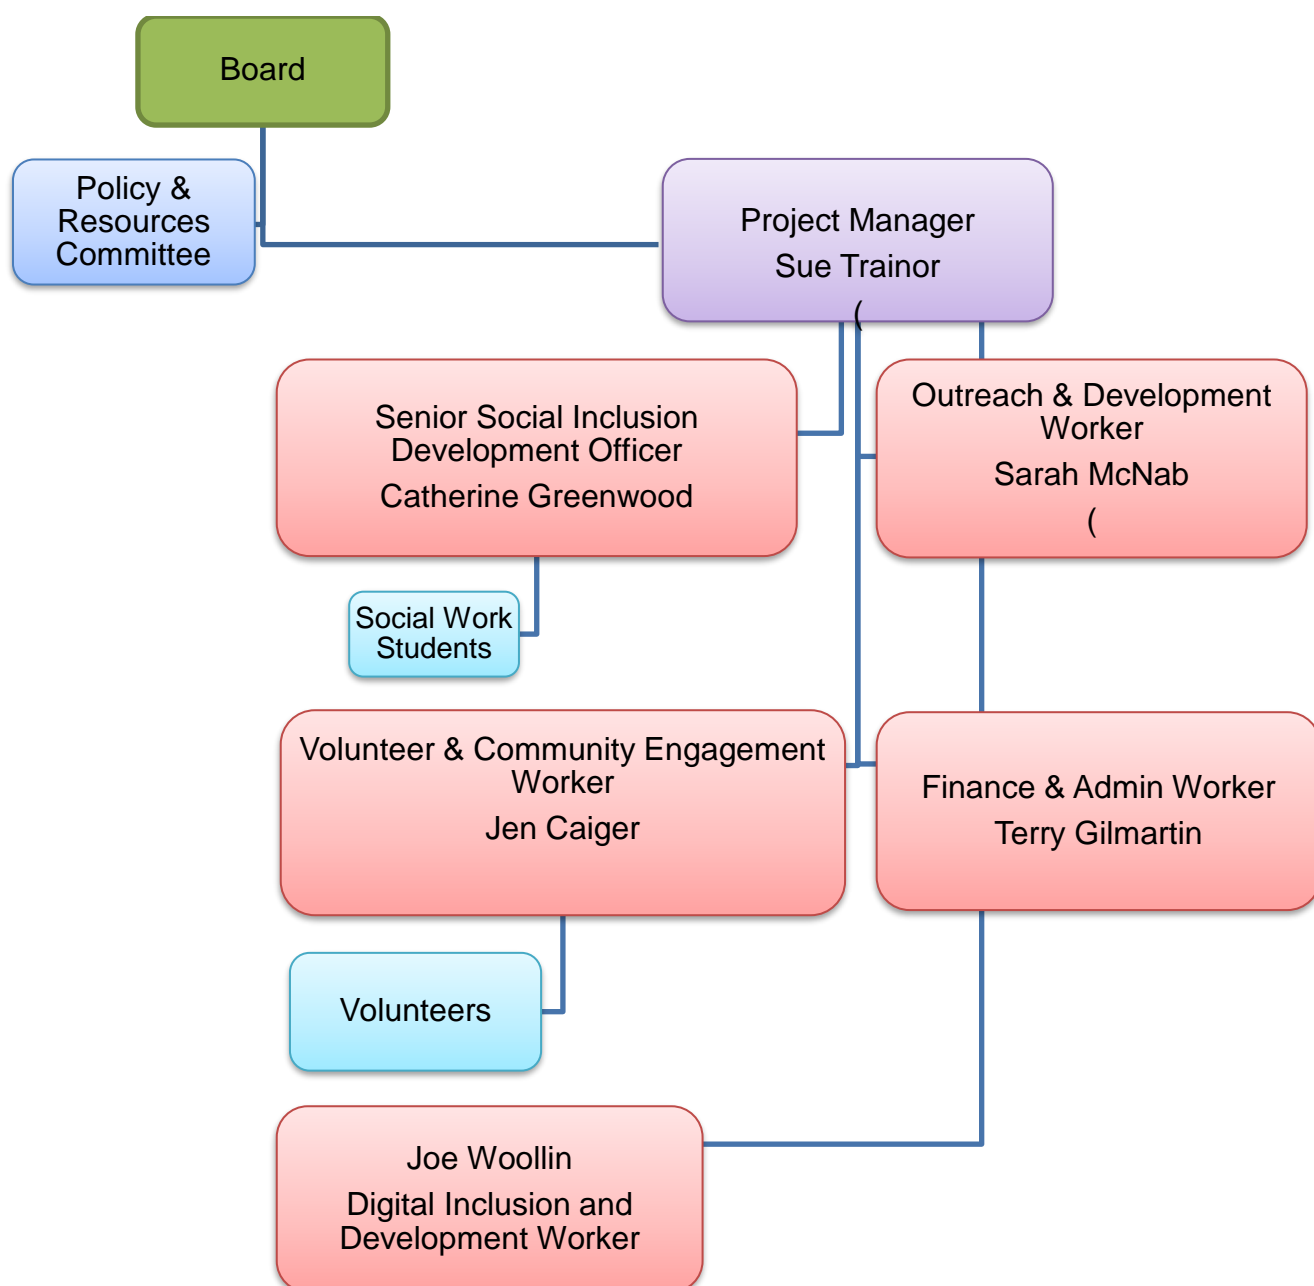 Board
Policy &
Resources
Committee
Project Manager
Sue Trainor
(
Senior Social Inclusion
Development Officer
Catherine Greenwood
Outreach & Development
Worker
Sarah McNab
(
Social Work
Students
Volunteer & Community Engagement
Worker
Jen Caiger
Finance & Admin Worker
Terry Gilmartin
Volunteers
Joe Woollin
Digital Inclusion and
Development Worker